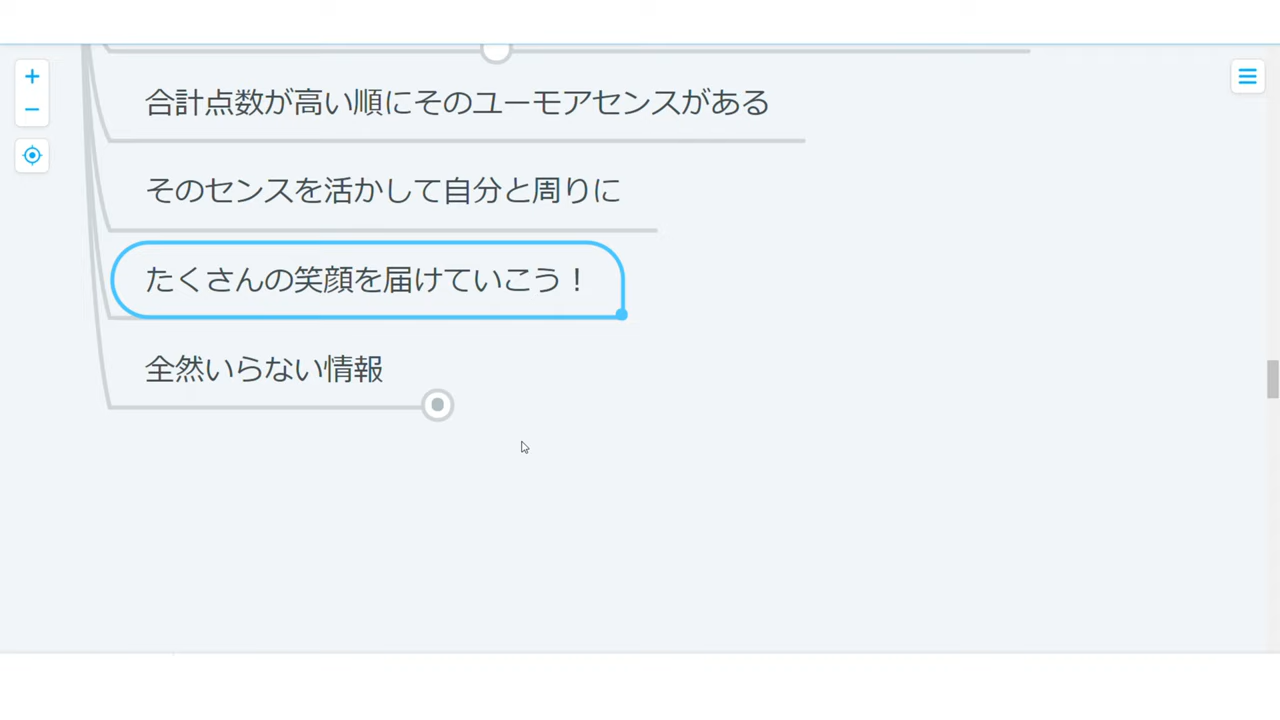 合計点数が高い順にそのユーモアセンスがある
そのセンスを活かして自分と周りに
たくさんの笑顔を届けていこう！
全然いらない情報